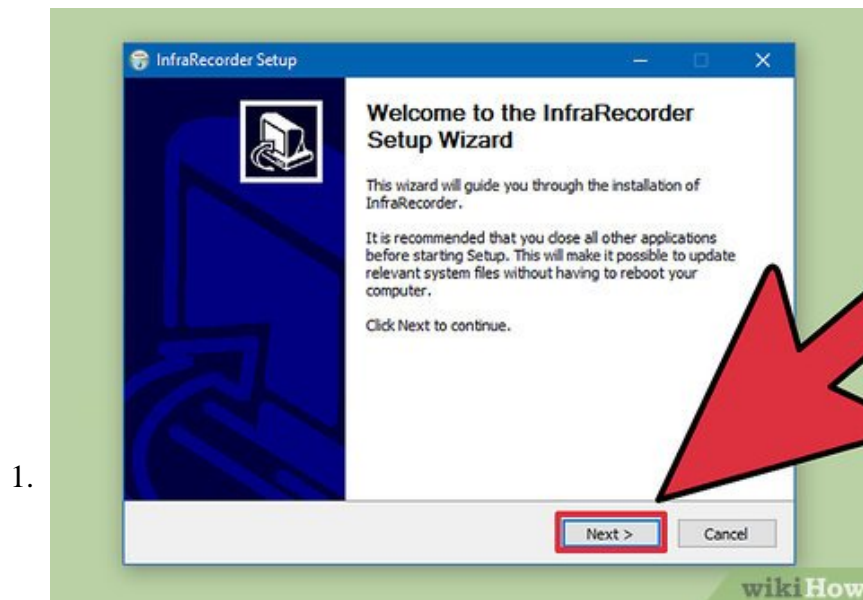 InfraRecorder Setup
Welcome to the InfraRecorder
Setup Wizard
This wizard will guide you through the installation of
InfraRecorder.
It is recommended that you close all other applications
before starting Setup. This will make it possible to update
relevant system files without having to reboot your
computer.
Click Next to continue.
1.
Next >
Cancel
wikiHow